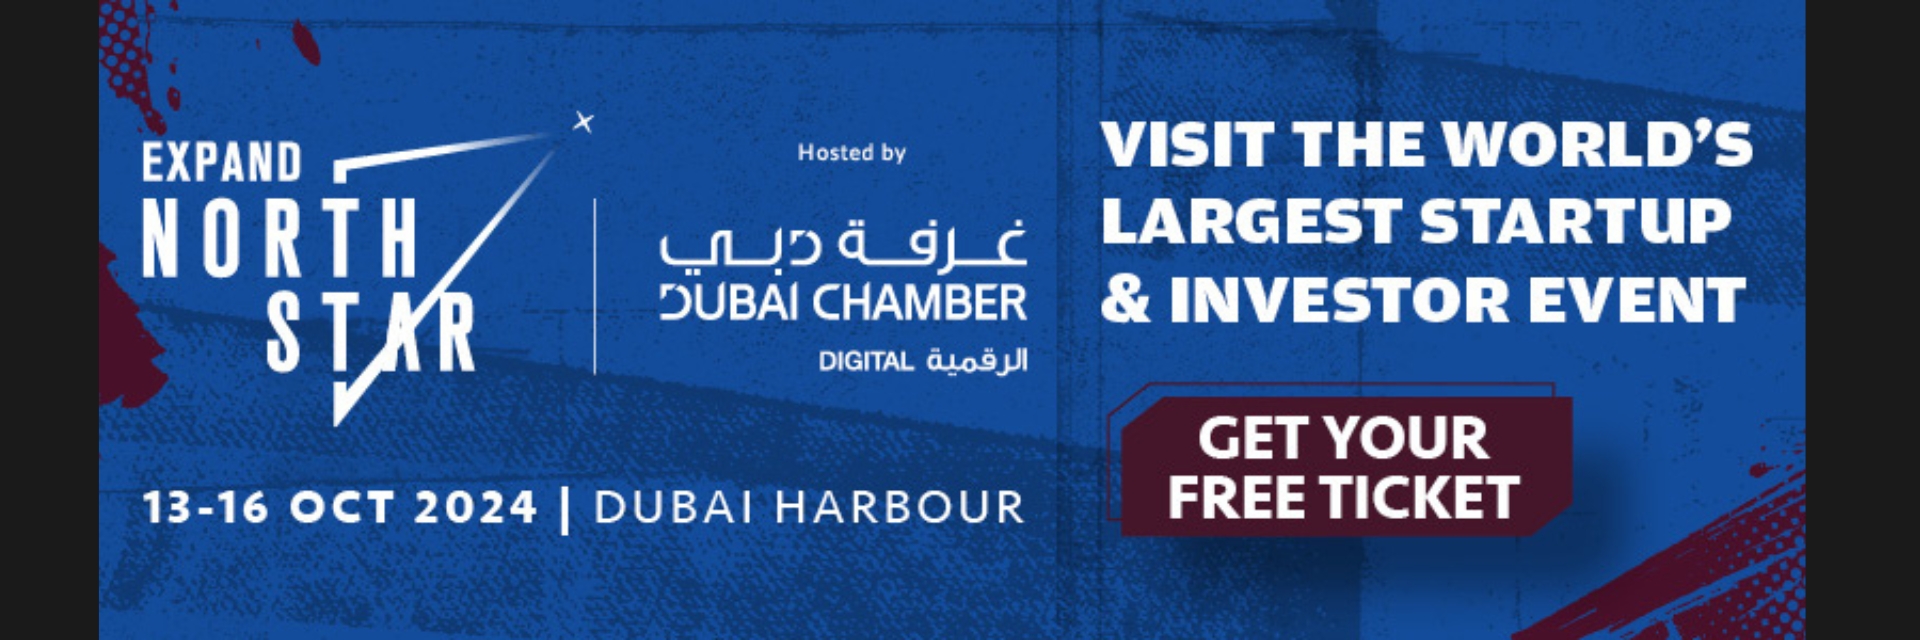 EXPAND
NORTH
STAR
Hosted by
غرفة دبي
DUBAI CHAMBER
DIGITAL الرقمية
13-16 OCT 2024 | DUBAI HARBOUR
VISIT THE WORLD’S
LARGEST STARTUP
& INVESTOR EVENT
GET YOUR
FREE TICKET